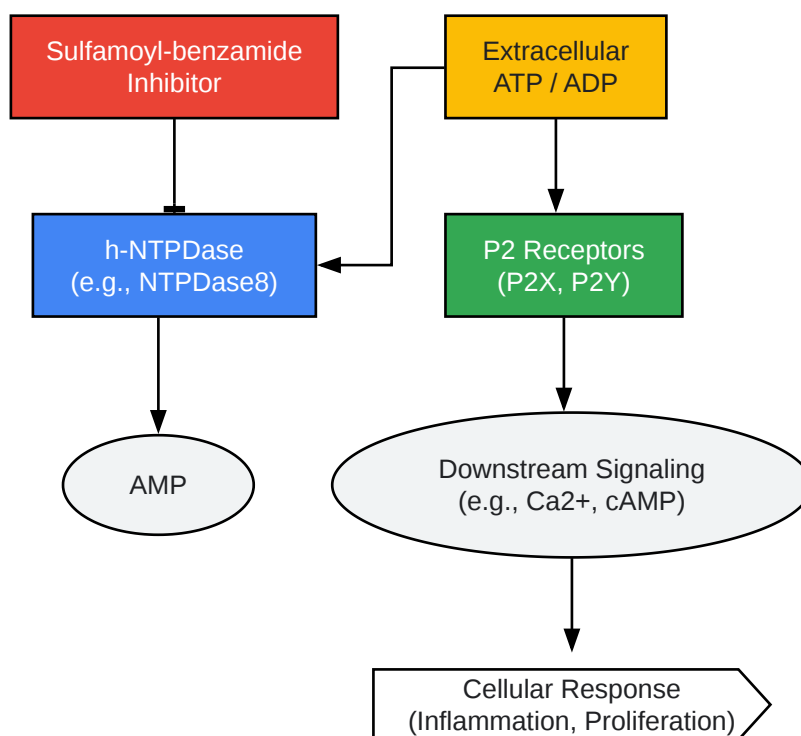 Sulfamoyl-benzamide
Inhibitor
Extracellular
ATP / ADP
h-NTPDase
(e.g., NTPDase8)
P2 Receptors
(P2X, P2Y)
AMP
Downstream Signaling
(e.g., Ca2+, cAMP)
Cellular Response
(Inflammation, Proliferation)